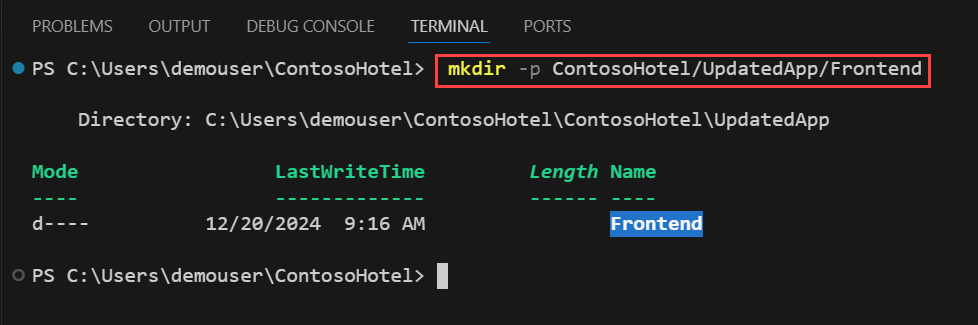 PROBLEMS OUTPUT DEBUG CONSOLE TERMINAL PORTS
PS C:\Users\demouser\ContosoHotel> mkdir -p ContosoHotel/UpdatedApp/Frontend
Directory: C:\Users\demouser\ContosoHotel\ContosoHotel\UpdatedApp
Mode LastWriteTime Length Name
---- ------------- ------ ----
d---- 12/20/2024 9:16 AM Frontend
PS C:\Users\demouser\ContosoHotel>